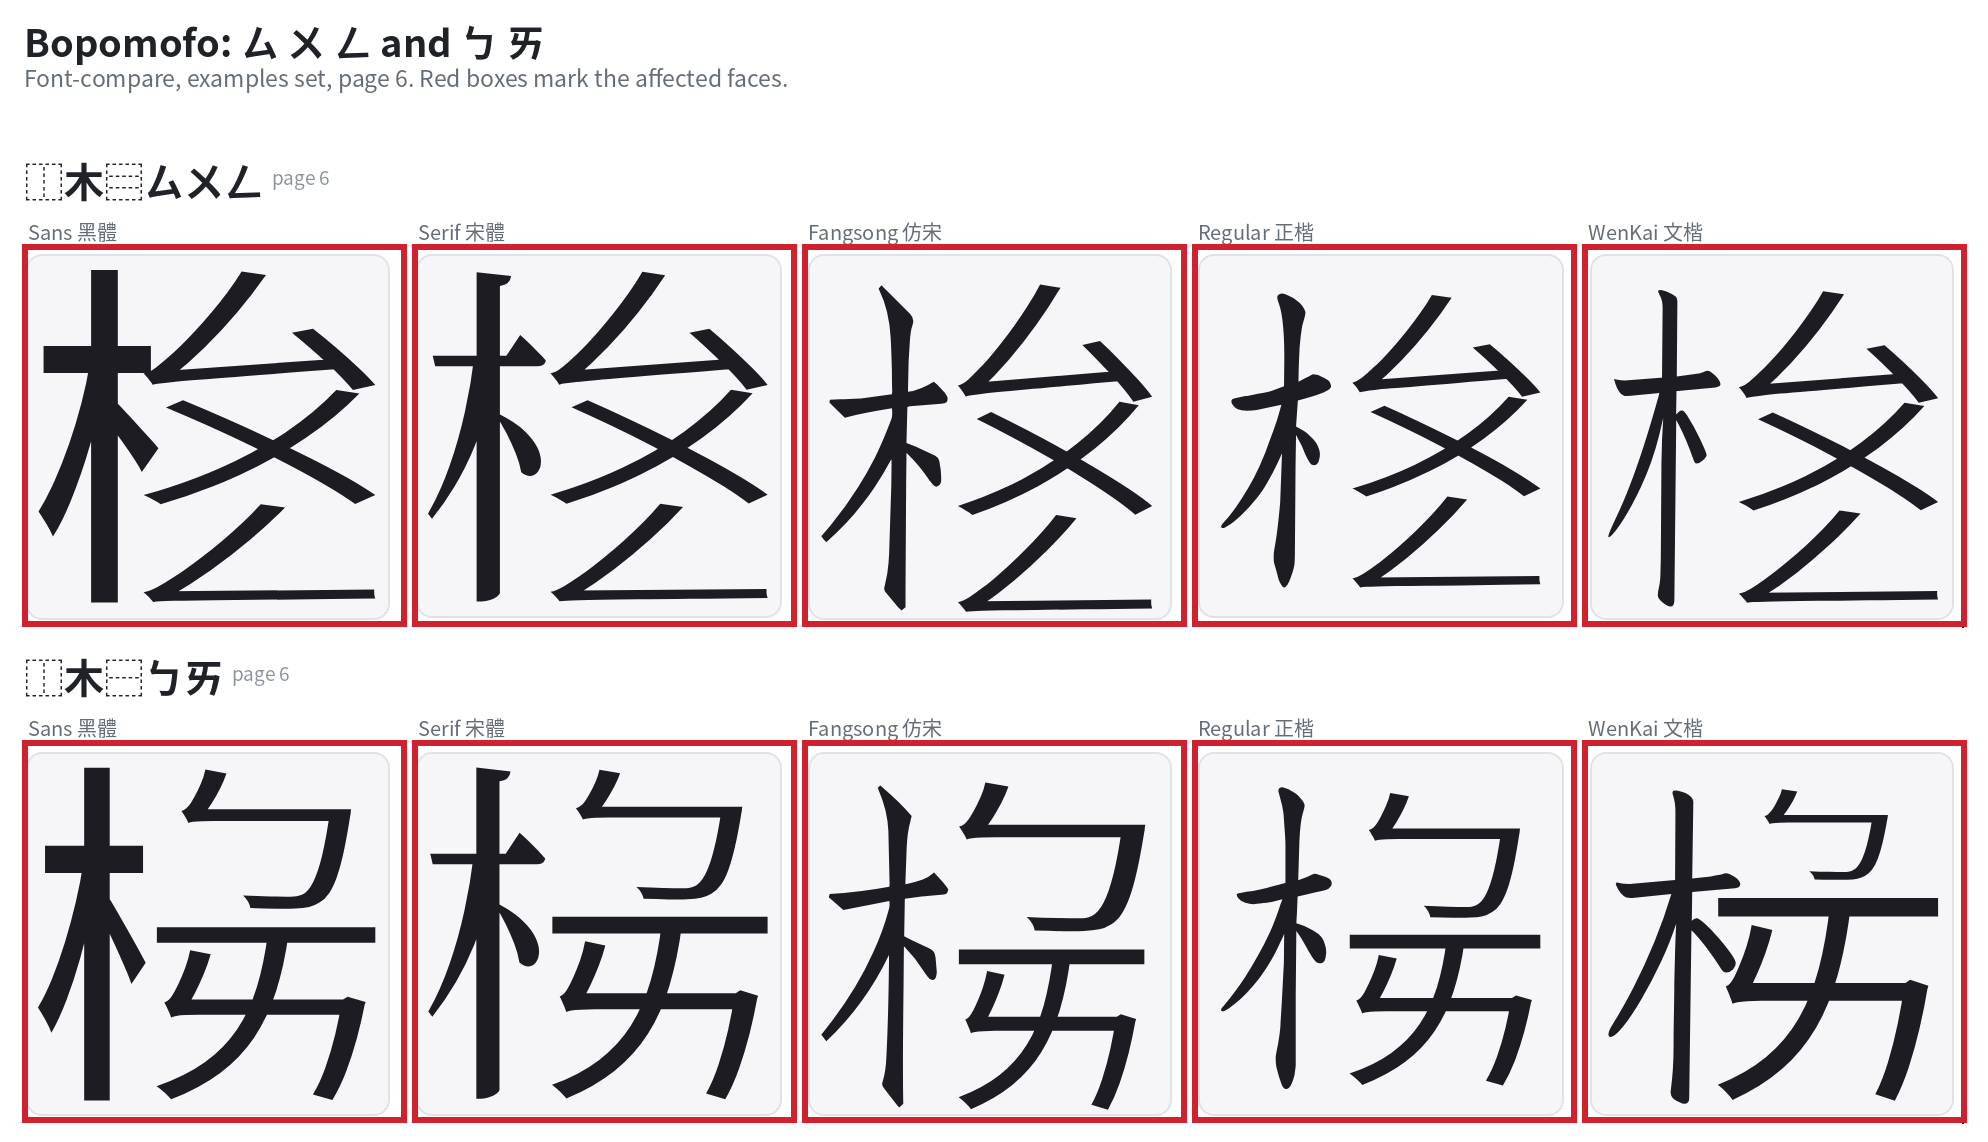 Bopomofo: ㄙ ㄨ ㄥ and ㄅ ㄞ
Font-compare, examples set, page 6. Red boxes mark the affected faces.
⿰木⿳ㄙㄨㄥ page 6
Sans 黑體 Serif 宋體 Fangsong 仿宋 Regular 正楷 WenKai 文楷
⿰木⿱ㄅㄞ page 6
Sans 黑體 Serif 宋體 Fangsong 仿宋 Regular 正楷 WenKai 文楷